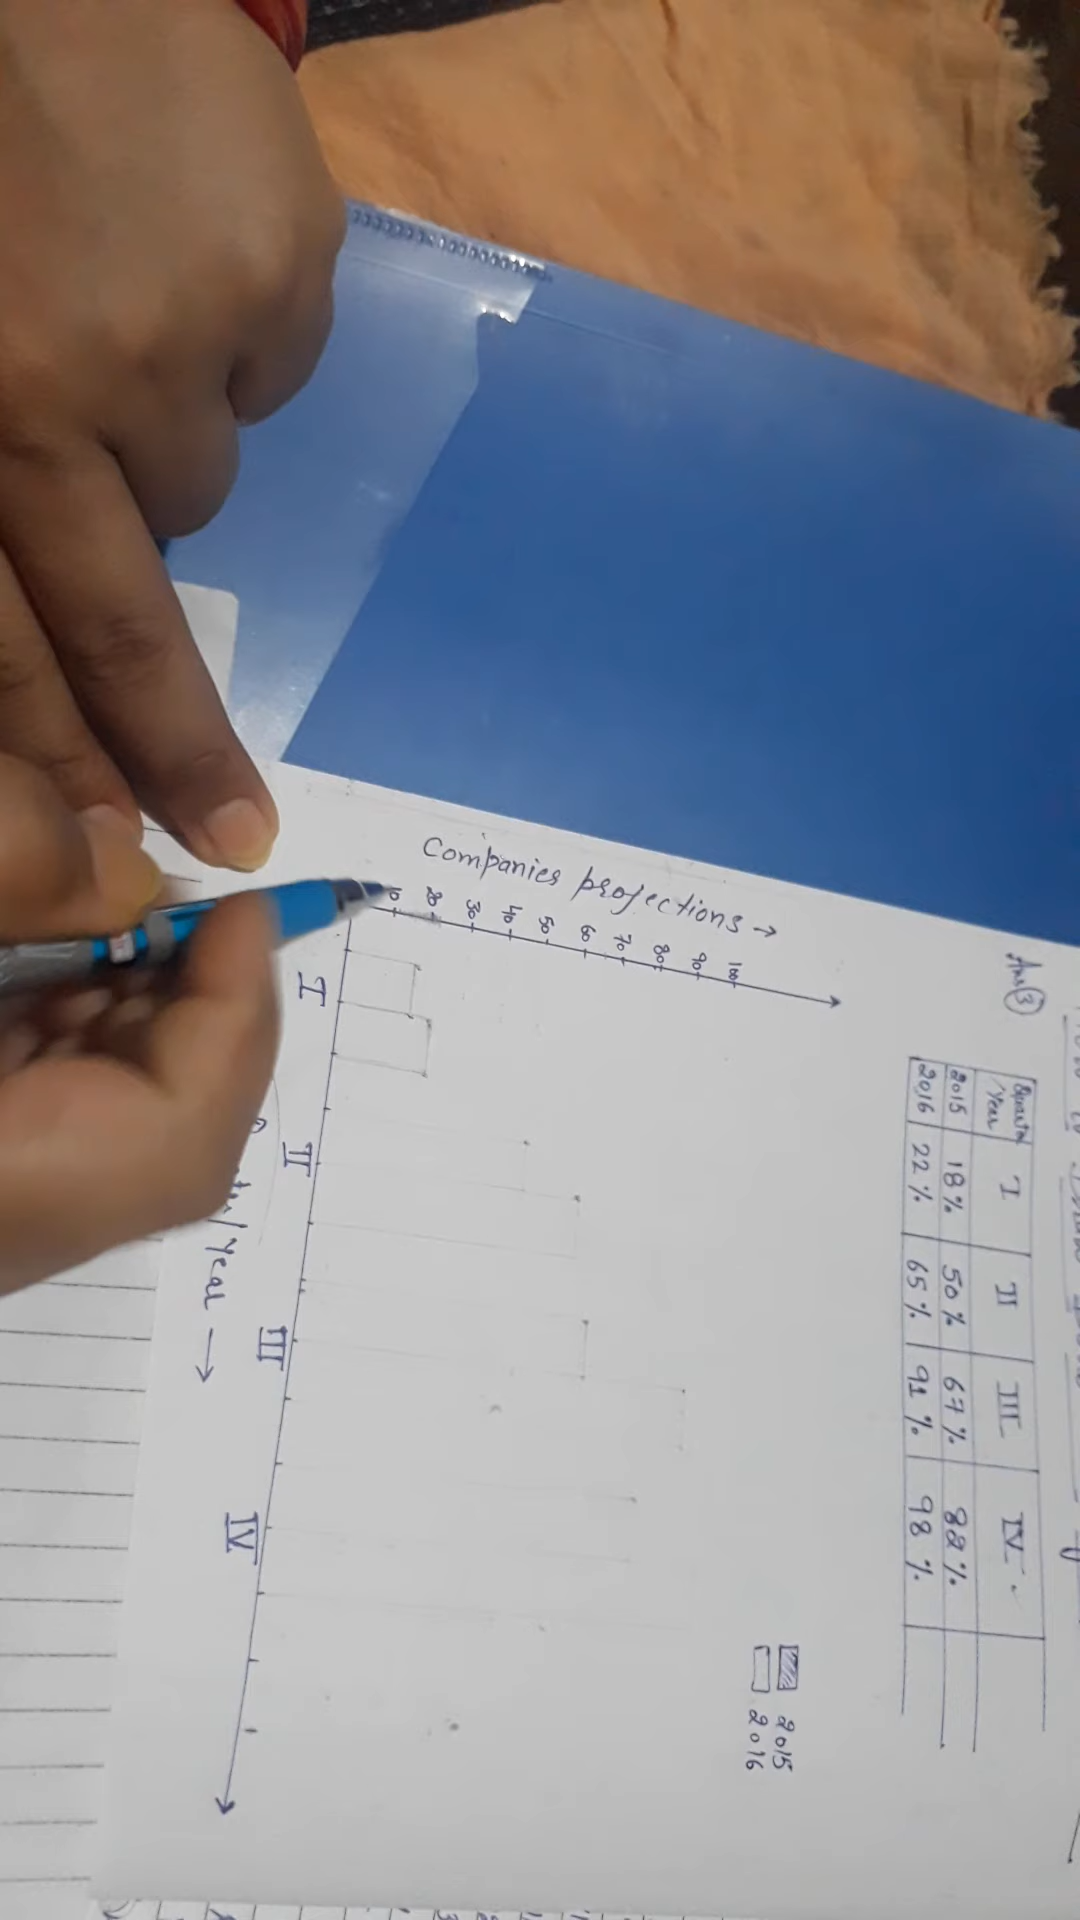 Ans ③
Quarter /Year I II III IV
2015 18% 50% 67% 82%
2016 22% 65% 91% 98%
2015
2016
Companies projections →
100
90
80
70
60
50
40
30
20
10
I II III IV
/Year →